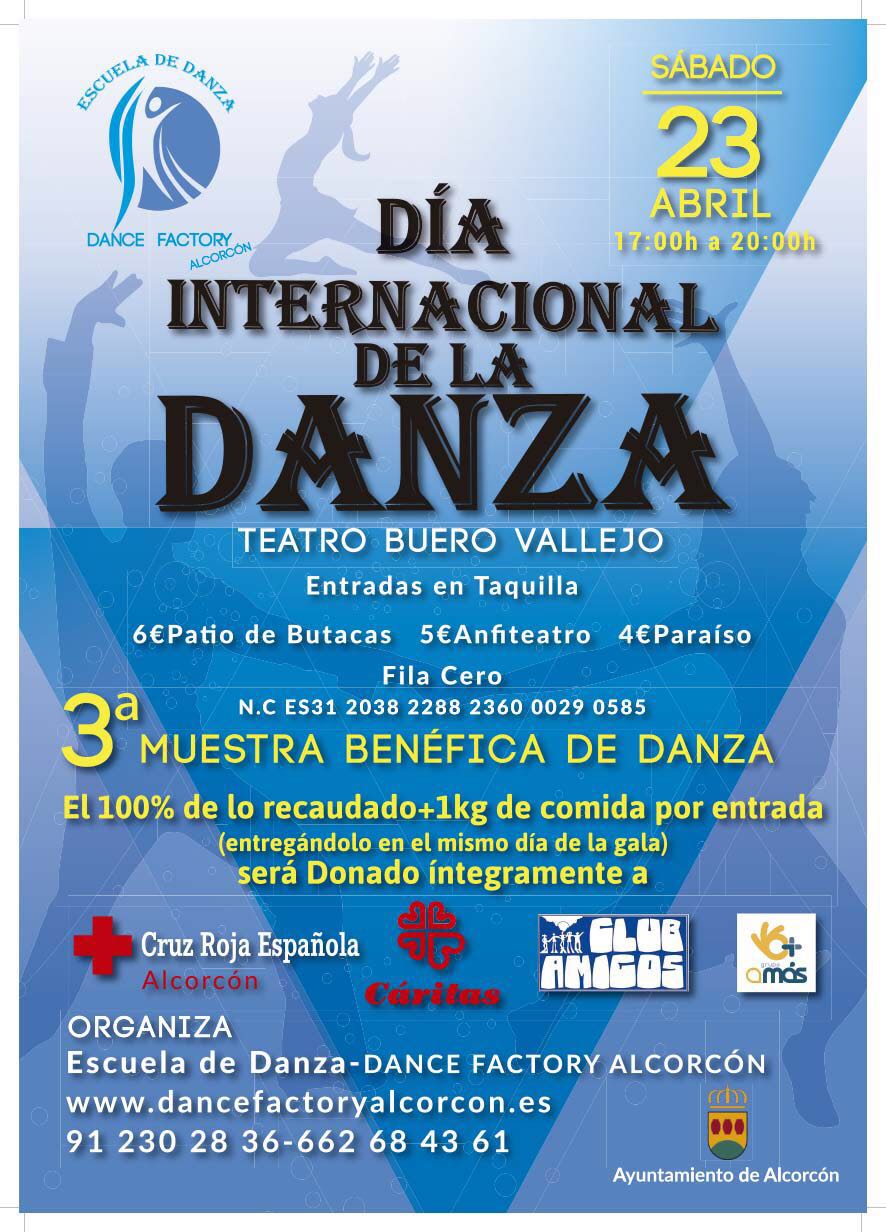 ESCUELA DE DANZA
DANCE FACTORY
ALCORCÓN
SÁBADO
23
ABRIL
17:00h a 20:00h
DÍA
INTERNACIONAL
DE LA
DANZA
TEATRO BUERO VALLEJO
Entradas en Taquilla
6€Patio de Butacas 5€Anfiteatro 4€Paraíso
Fila Cero
N.C ES31 2038 2288 2360 0029 0585
3ª MUESTRA BENÉFICA DE DANZA
El 100% de lo recaudado+1kg de comida por entrada
(entregándolo en el mismo día de la gala)
será Donado íntegramente a
Cruz Roja Española
Alcorcón
Cáritas
CLUB
AMIGOS
grupo
amás
ORGANIZA
Escuela de Danza-DANCE FACTORY ALCORCÓN
www.dancefactoryalcorcon.es
91 230 28 36-662 68 43 61
Ayuntamiento de Alcorcón